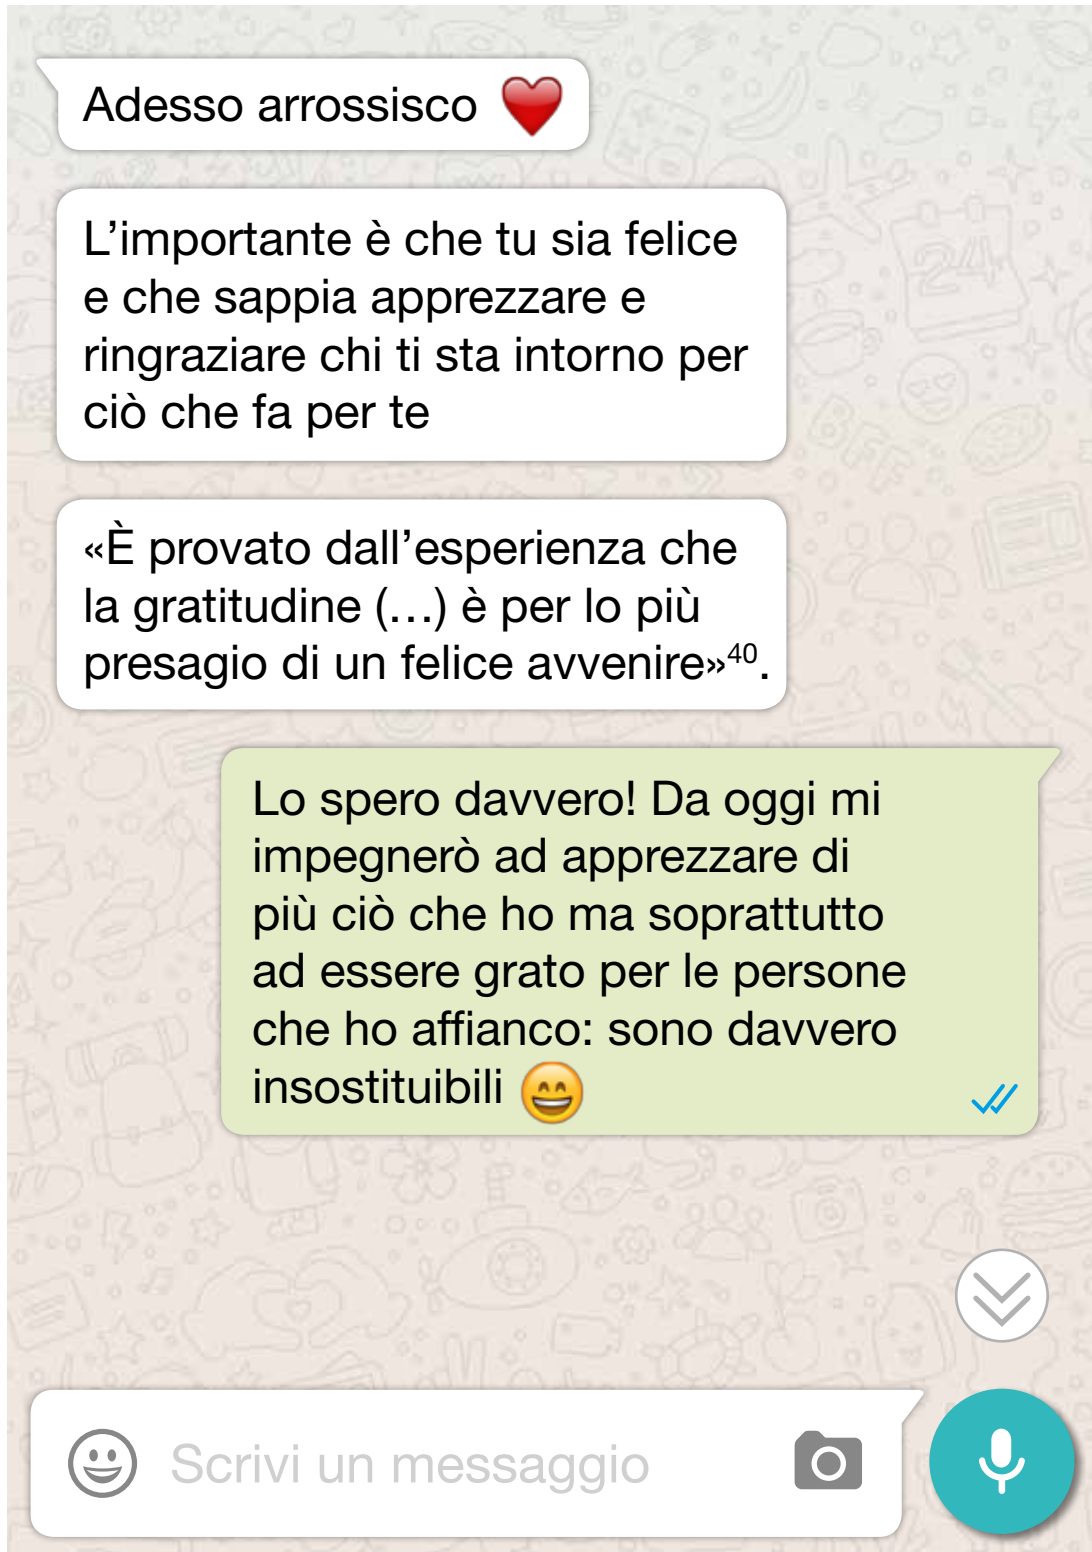 Adesso arrossisco ❤️
L’importante è che tu sia felice
e che sappia apprezzare e
ringraziare chi ti sta intorno per
ciò che fa per te
«È provato dall’esperienza che
la gratitudine (…) è per lo più
presagio di un felice avvenire»⁴⁰.
Lo spero davvero! Da oggi mi
impegnerò ad apprezzare di
più ciò che ho ma soprattutto
ad essere grato per le persone
che ho affianco: sono davvero
insostituibili 😄
Scrivi un messaggio